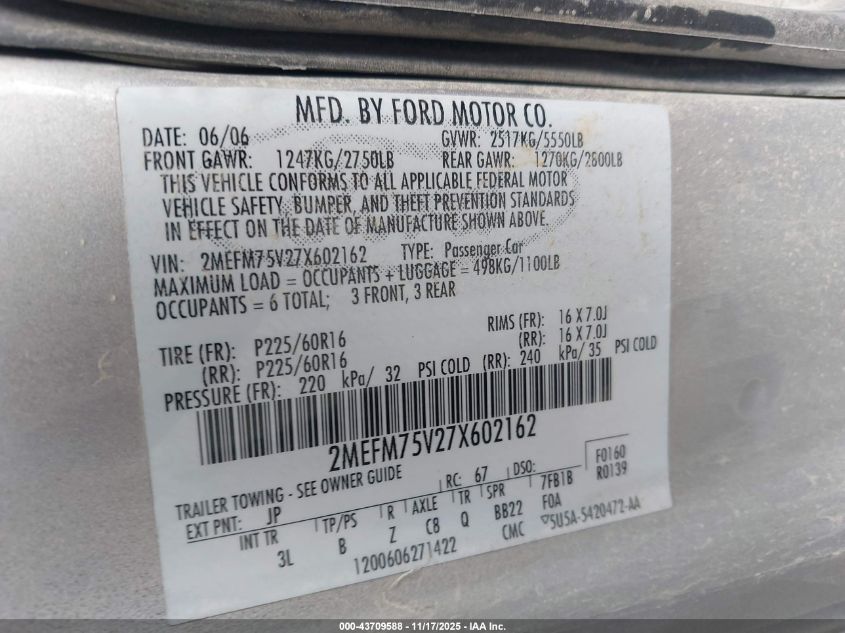 MFD. BY FORD MOTOR CO.
DATE: 06/06 GVWR: 2517KG/5550LB
FRONT GAWR: 1247KG/2750LB REAR GAWR: 1270KG/2800LB
THIS VEHICLE CONFORMS TO ALL APPLICABLE FEDERAL MOTOR
VEHICLE SAFETY, BUMPER, AND THEFT PREVENTION STANDARDS
IN EFFECT ON THE DATE OF MANUFACTURE SHOWN ABOVE.
VIN: 2MEFM75V27X602162 TYPE: Passenger Car
MAXIMUM LOAD = OCCUPANTS + LUGGAGE = 498KG/1100LB
OCCUPANTS = 6 TOTAL; 3 FRONT, 3 REAR
TIRE (FR): P225/60R16 RIMS (FR): 16 X 7.0J
(RR): P225/60R16 (RR): 16 X 7.0J
PRESSURE (FR): 220 kPa/ 32 PSI COLD (RR): 240 kPa/ 35 PSI COLD
2MEFM75V27X602162
TRAILER TOWING - SEE OWNER GUIDE RC: 67 DSO: F0160
EXT PNT: JP 7FB1B R0139
INT TR TP/PS R AXLE TR SPR F0A
3L B Z C8 Q BB22
1200606271422 CMC 5U5A-5420472-AA
000-43709588 - 11/17/2025 - IAA Inc.